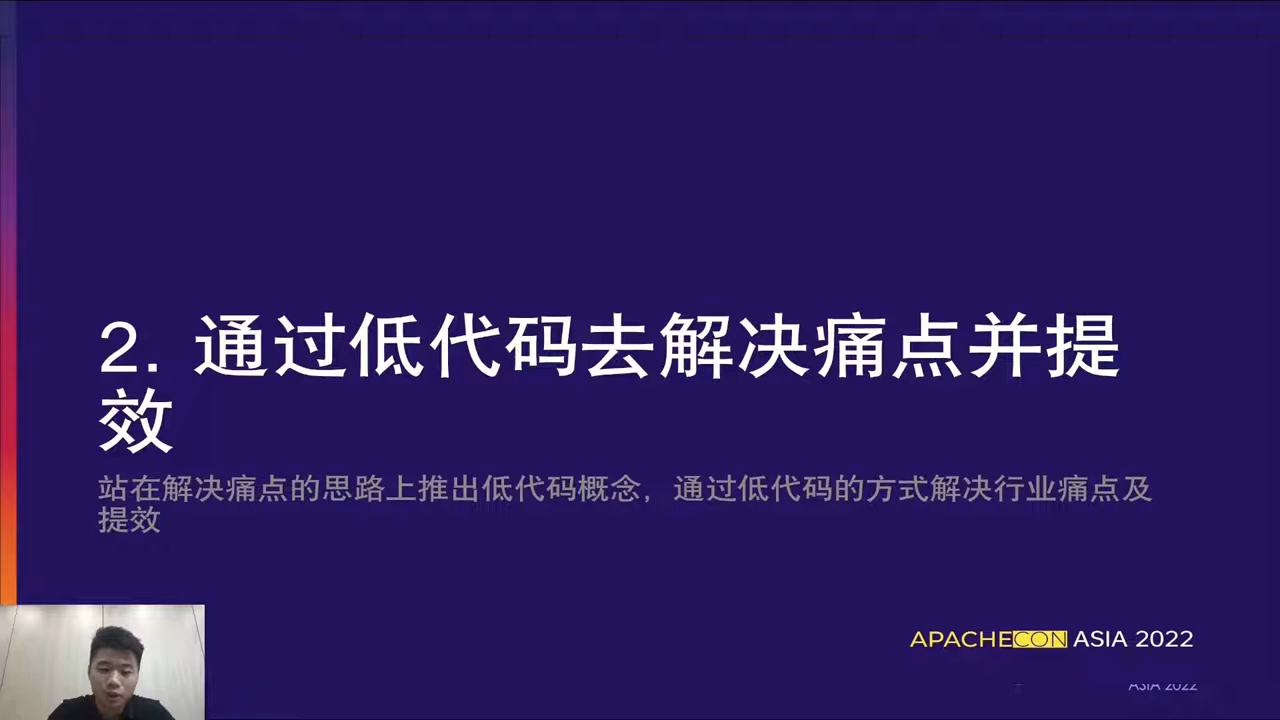 2. 通过低代码去解决痛点并提
效
站在解决痛点的思路上推出低代码概念，通过低代码的方式解决行业痛点及
提效
APACHECON ASIA 2022
ASIA 2022